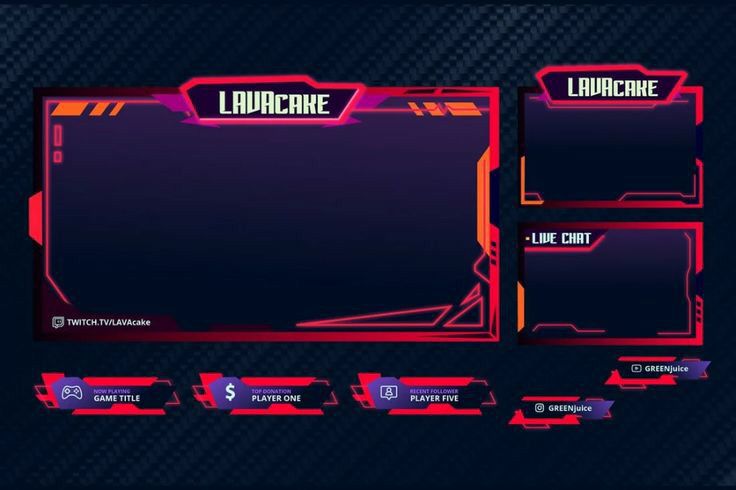 LAVAcake
LAVAcake
LIVE CHAT
TWITCH.TV/LAVAcake
NOW PLAYING
GAME TITLE
TOP DONATION
PLAYER ONE
RECENT FOLLOWER
PLAYER FIVE
GREENjuice
GREENjuice